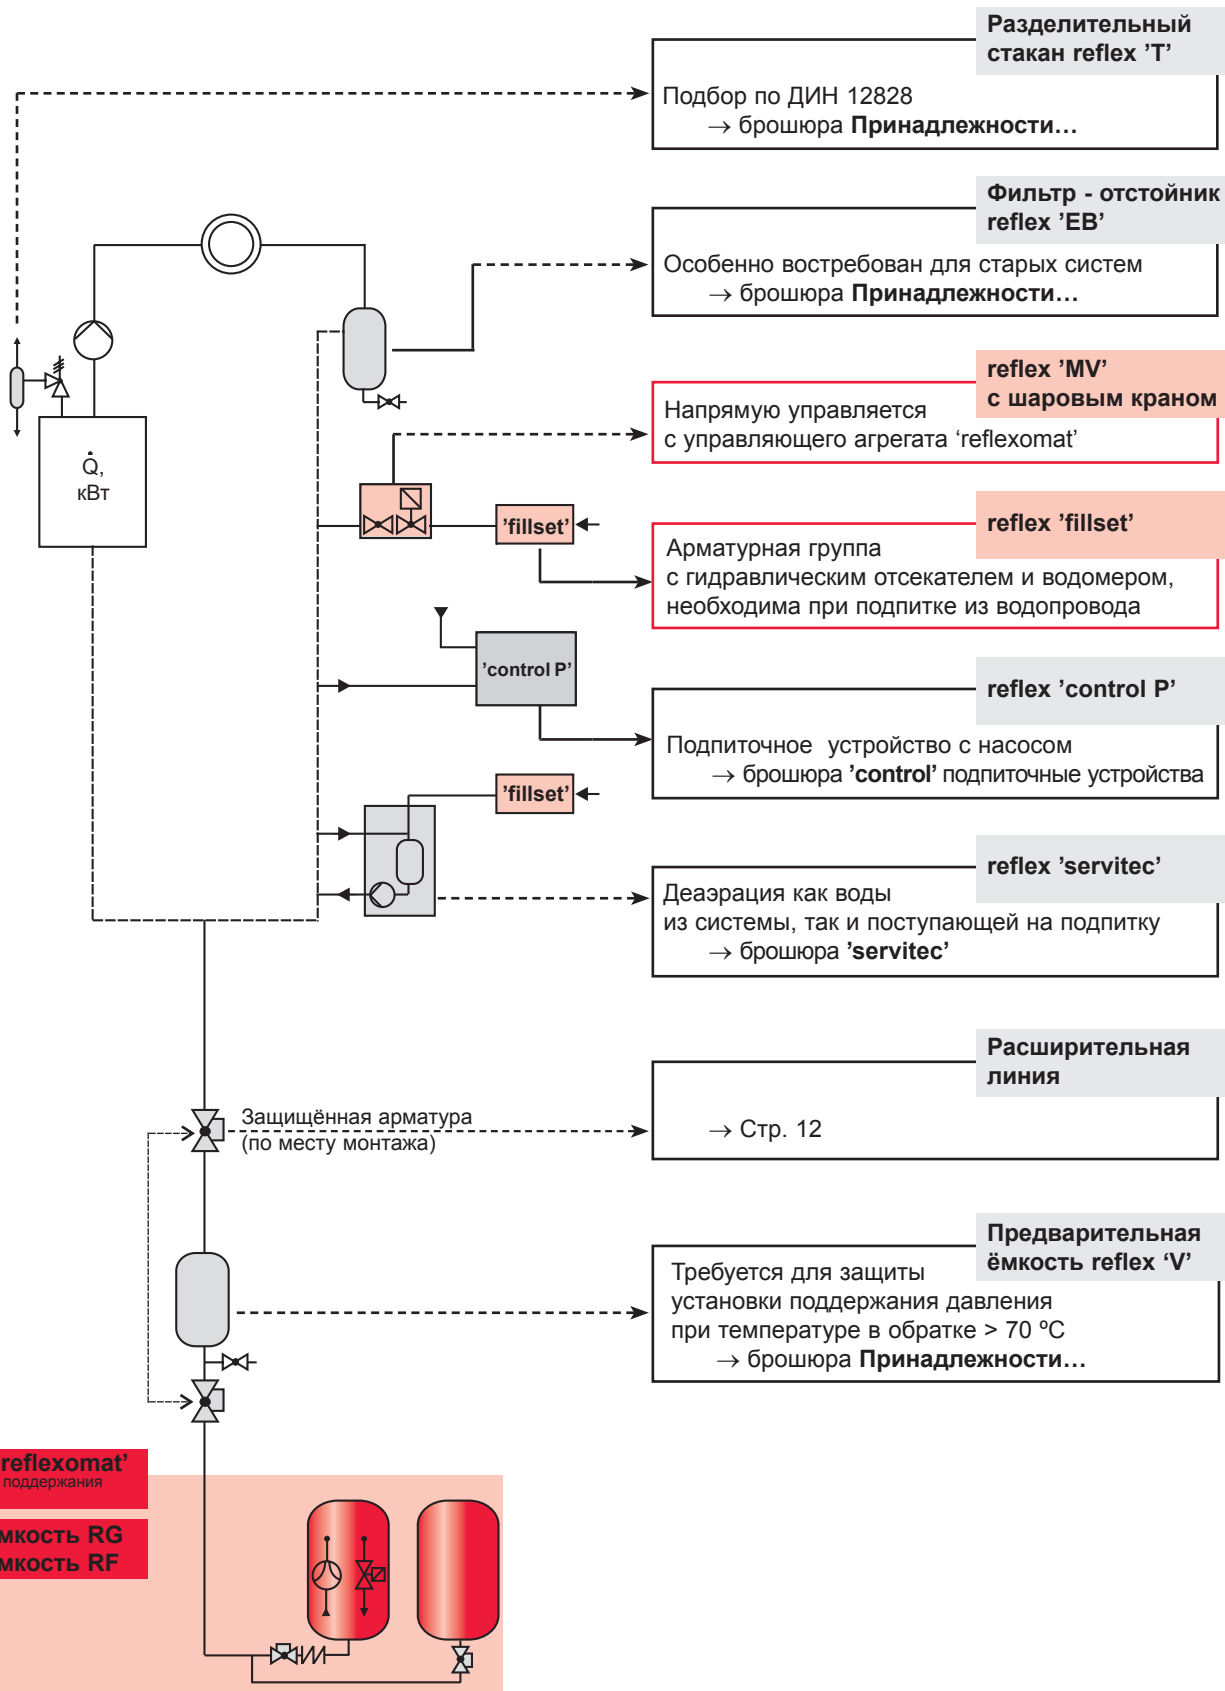 Разделительный
стакан reflex ’T’
Подбор по ДИН 12828
→ брошюра Принадлежности…
Фильтр - отстойник
reflex ’EB’
Особенно востребован для старых систем
→ брошюра Принадлежности…
reflex ’MV’
с шаровым краном
Напрямую управляется
с управляющего агрегата ‘reflexomat’
Q̇,
кВт
’fillset’
reflex ’fillset’
Арматурная группа
с гидравлическим отсекателем и водомером,
необходима при подпитке из водопровода
’control P’
reflex ’control P’
Подпиточное устройство с насосом
→ брошюра ’control’ подпиточные устройства
’fillset’
reflex ’servitec’
Деаэрация как воды
из системы, так и поступающей на подпитку
→ брошюра ’servitec’
Защищённая арматура
(по месту монтажа)
Расширительная
линия
→ Стр. 12
Предварительная
ёмкость reflex ‘V’
Требуется для защиты
установки поддержания давления
при температуре в обратке > 70 ºC
→ брошюра Принадлежности…
reflexomat’
поддержания
мкость RG
мкость RF